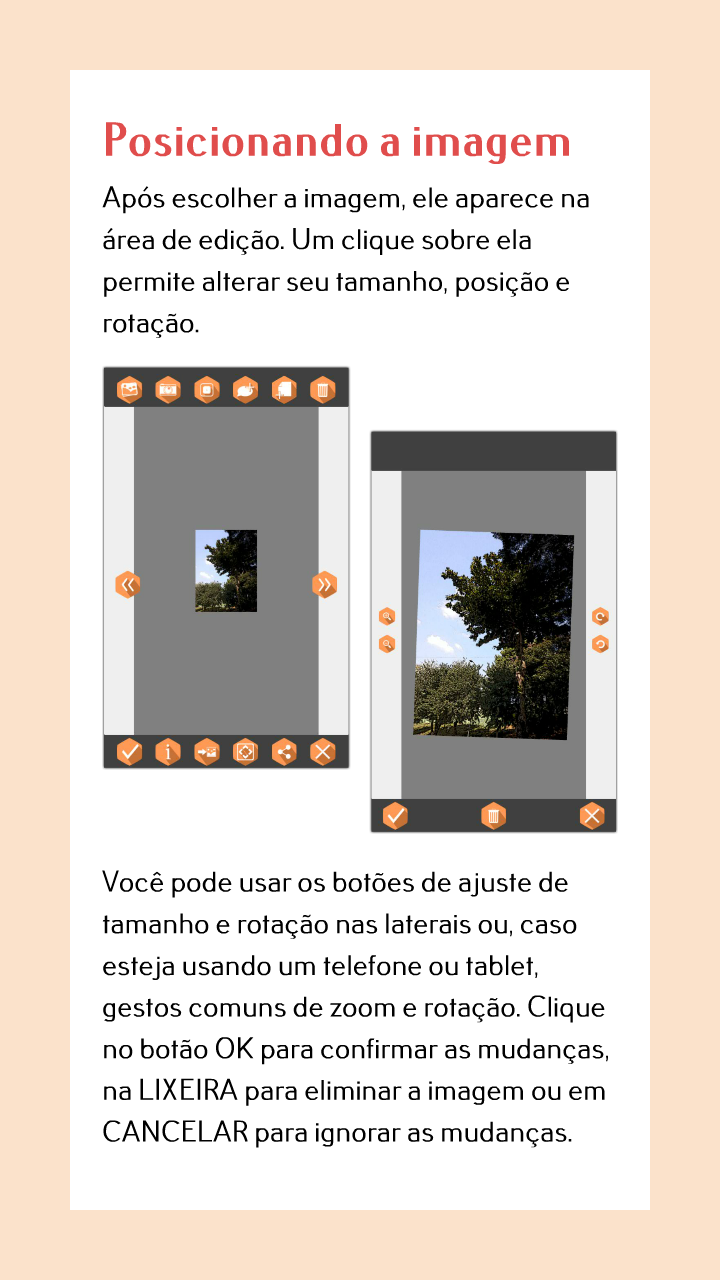 Posicionando a imagem
Após escolher a imagem, ele aparece na
área de edição. Um clique sobre ela
permite alterar seu tamanho, posição e
rotação.
Você pode usar os botões de ajuste de
tamanho e rotação nas laterais ou, caso
esteja usando um telefone ou tablet,
gestos comuns de zoom e rotação. Clique
no botão OK para confirmar as mudanças,
na LIXEIRA para eliminar a imagem ou em
CANCELAR para ignorar as mudanças.